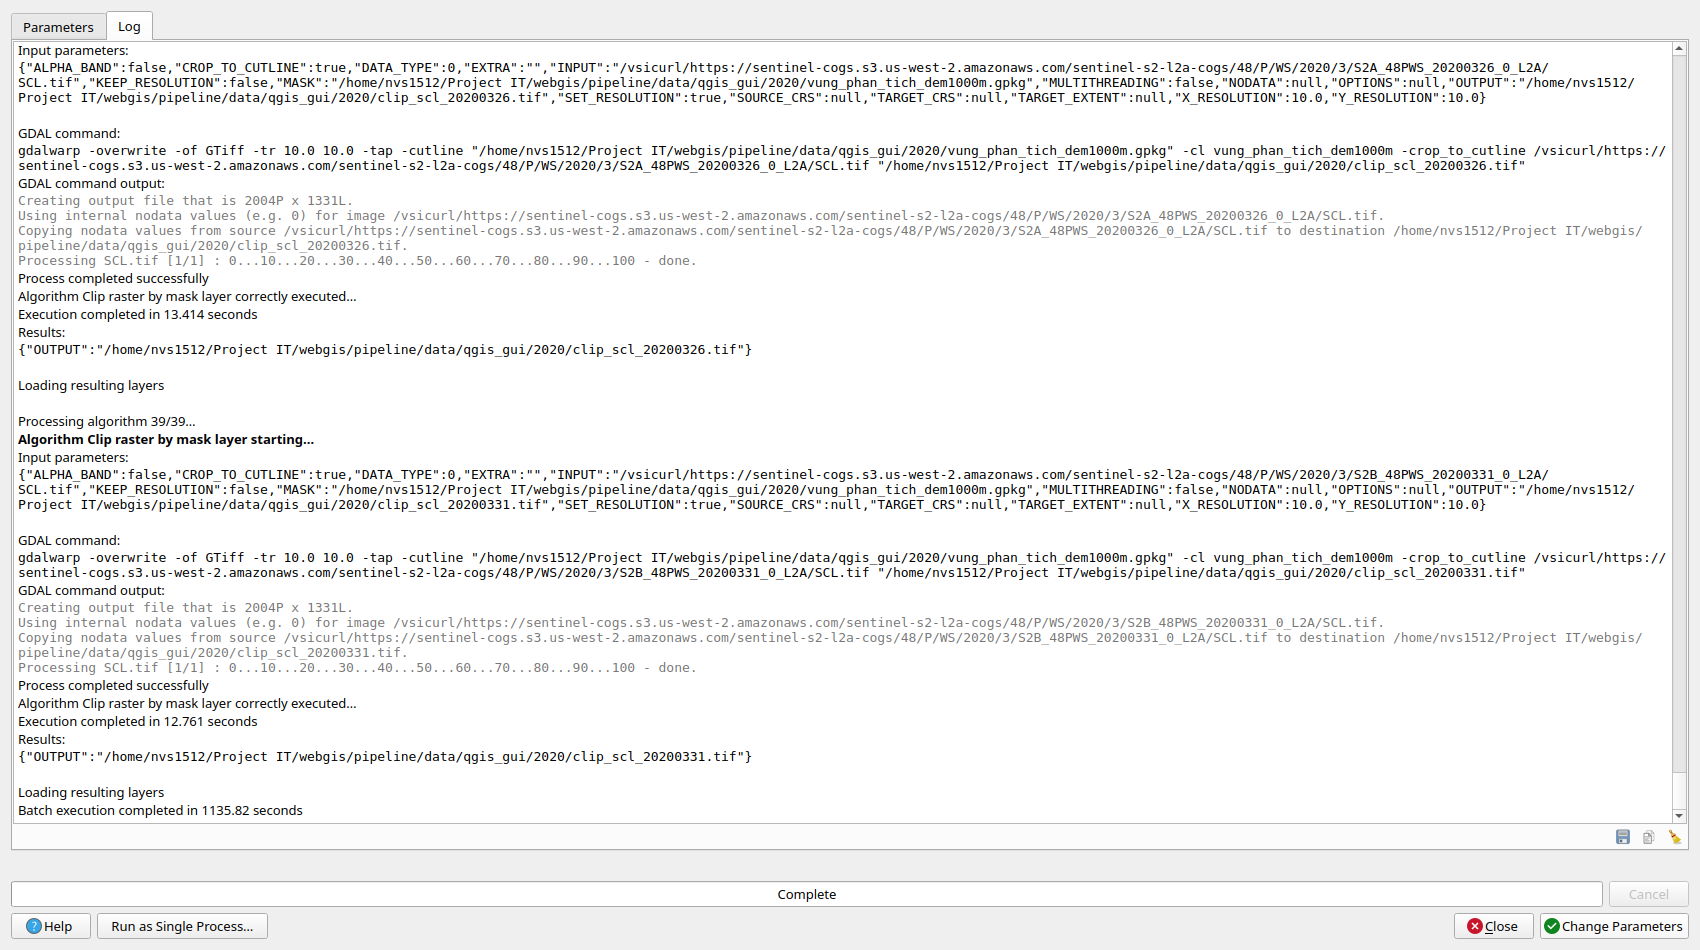 Parameters
Log
Input parameters:
{"ALPHA_BAND":false,"CROP_TO_CUTLINE":true,"DATA_TYPE":0,"EXTRA":"","INPUT":"/vsicurl/https://sentinel-cogs.s3.us-west-2.amazonaws.com/sentinel-s2-l2a-cogs/48/P/WS/2020/3/S2A_48PWS_20200326_0_L2A/
SCL.tif","KEEP_RESOLUTION":false,"MASK":"/home/nvs1512/Project IT/webgis/pipeline/data/qgis_gui/2020/vung_phan_tich_dem1000m.gpkg","MULTITHREADING":false,"NODATA":null,"OPTIONS":null,"OUTPUT":"/home/nvs1512/
Project IT/webgis/pipeline/data/qgis_gui/2020/clip_scl_20200326.tif","SET_RESOLUTION":true,"SOURCE_CRS":null,"TARGET_CRS":null,"TARGET_EXTENT":null,"X_RESOLUTION":10.0,"Y_RESOLUTION":10.0}
GDAL command:
gdalwarp -overwrite -of GTiff -tr 10.0 10.0 -tap -cutline "/home/nvs1512/Project IT/webgis/pipeline/data/qgis_gui/2020/vung_phan_tich_dem1000m.gpkg" -cl vung_phan_tich_dem1000m -crop_to_cutline /vsicurl/https://
sentinel-cogs.s3.us-west-2.amazonaws.com/sentinel-s2-l2a-cogs/48/P/WS/2020/3/S2A_48PWS_20200326_0_L2A/SCL.tif "/home/nvs1512/Project IT/webgis/pipeline/data/qgis_gui/2020/clip_scl_20200326.tif"
GDAL command output:
Creating output file that is 2004P x 1331L.
Using internal nodata values (e.g. 0) for image /vsicurl/https://sentinel-cogs.s3.us-west-2.amazonaws.com/sentinel-s2-l2a-cogs/48/P/WS/2020/3/S2A_48PWS_20200326_0_L2A/SCL.tif.
Copying nodata values from source /vsicurl/https://sentinel-cogs.s3.us-west-2.amazonaws.com/sentinel-s2-l2a-cogs/48/P/WS/2020/3/S2A_48PWS_20200326_0_L2A/SCL.tif to destination /home/nvs1512/Project IT/webgis/
pipeline/data/qgis_gui/2020/clip_scl_20200326.tif.
Processing SCL.tif [1/1] : 0...10...20...30...40...50...60...70...80...90...100 - done.
Process completed successfully
Algorithm Clip raster by mask layer correctly executed...
Execution completed in 13.414 seconds
Results:
{"OUTPUT":"/home/nvs1512/Project IT/webgis/pipeline/data/qgis_gui/2020/clip_scl_20200326.tif"}
Loading resulting layers
Processing algorithm 39/39...
Algorithm Clip raster by mask layer starting...
Input parameters:
{"ALPHA_BAND":false,"CROP_TO_CUTLINE":true,"DATA_TYPE":0,"EXTRA":"","INPUT":"/vsicurl/https://sentinel-cogs.s3.us-west-2.amazonaws.com/sentinel-s2-l2a-cogs/48/P/WS/2020/3/S2B_48PWS_20200331_0_L2A/
SCL.tif","KEEP_RESOLUTION":false,"MASK":"/home/nvs1512/Project IT/webgis/pipeline/data/qgis_gui/2020/vung_phan_tich_dem1000m.gpkg","MULTITHREADING":false,"NODATA":null,"OPTIONS":null,"OUTPUT":"/home/nvs1512/
Project IT/webgis/pipeline/data/qgis_gui/2020/clip_scl_20200331.tif","SET_RESOLUTION":true,"SOURCE_CRS":null,"TARGET_CRS":null,"TARGET_EXTENT":null,"X_RESOLUTION":10.0,"Y_RESOLUTION":10.0}
GDAL command:
gdalwarp -overwrite -of GTiff -tr 10.0 10.0 -tap -cutline "/home/nvs1512/Project IT/webgis/pipeline/data/qgis_gui/2020/vung_phan_tich_dem1000m.gpkg" -cl vung_phan_tich_dem1000m -crop_to_cutline /vsicurl/https://
sentinel-cogs.s3.us-west-2.amazonaws.com/sentinel-s2-l2a-cogs/48/P/WS/2020/3/S2B_48PWS_20200331_0_L2A/SCL.tif "/home/nvs1512/Project IT/webgis/pipeline/data/qgis_gui/2020/clip_scl_20200331.tif"
GDAL command output:
Creating output file that is 2004P x 1331L.
Using internal nodata values (e.g. 0) for image /vsicurl/https://sentinel-cogs.s3.us-west-2.amazonaws.com/sentinel-s2-l2a-cogs/48/P/WS/2020/3/S2B_48PWS_20200331_0_L2A/SCL.tif.
Copying nodata values from source /vsicurl/https://sentinel-cogs.s3.us-west-2.amazonaws.com/sentinel-s2-l2a-cogs/48/P/WS/2020/3/S2B_48PWS_20200331_0_L2A/SCL.tif to destination /home/nvs1512/Project IT/webgis/
pipeline/data/qgis_gui/2020/clip_scl_20200331.tif.
Processing SCL.tif [1/1] : 0...10...20...30...40...50...60...70...80...90...100 - done.
Process completed successfully
Algorithm Clip raster by mask layer correctly executed...
Execution completed in 12.761 seconds
Results:
{"OUTPUT":"/home/nvs1512/Project IT/webgis/pipeline/data/qgis_gui/2020/clip_scl_20200331.tif"}
Loading resulting layers
Batch execution completed in 1135.82 seconds
Complete
Cancel
Help
Run as Single Process...
Close
Change Parameters